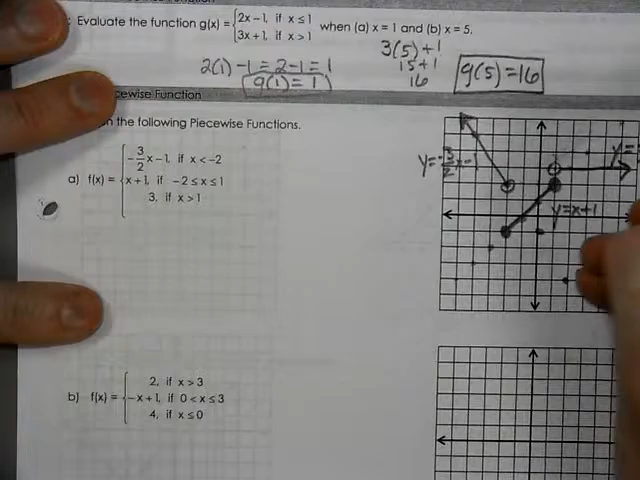 Evaluate the function g(x) = { 2x – 1, if x ≤ 1 when (a) x = 1 and (b) x = 5.
3x + 1, if x > 1
3(5) + 1
15 + 1
16
g(5) = 16
2(1) - 1 = 2 - 1 = 1
g(1) = 1
Function
the following Piecewise Functions.
a) f(x) = { -3/2 x – 1, if x < -2
x + 1, if -2 ≤ x ≤ 1
3, if x > 1
y = -3/2 x - 1
y =
y = x + 1
b) f(x) = { 2, if x > 3
-x + 1, if 0 < x ≤ 3
4, if x ≤ 0